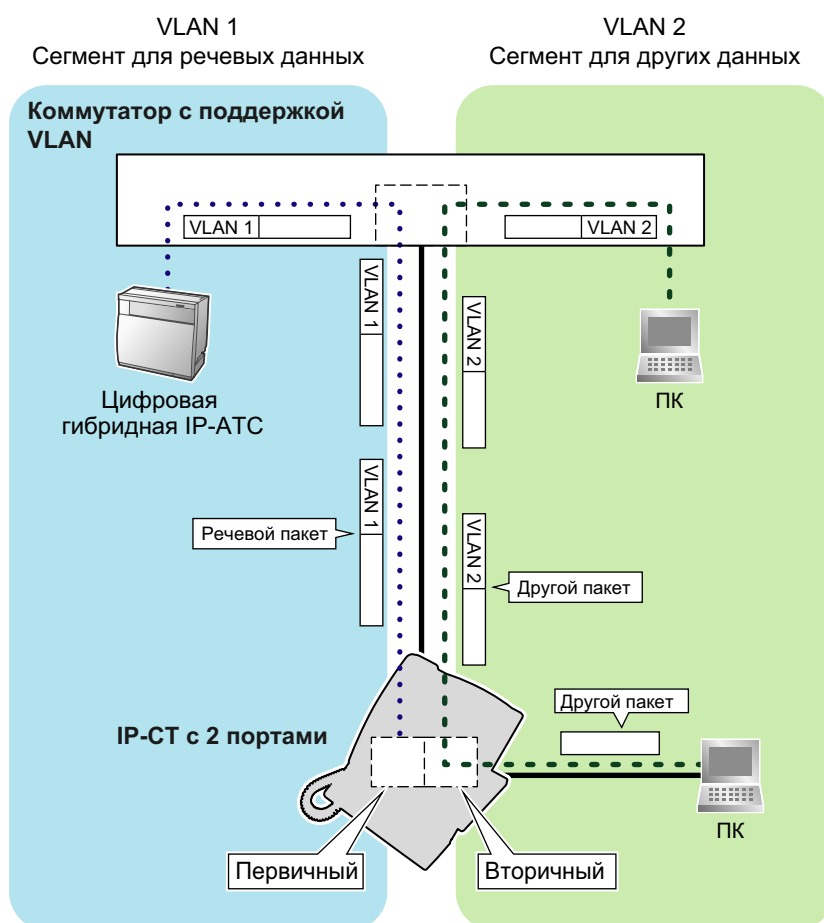 VLAN 1
Сегмент для речевых данных
VLAN 2
Сегмент для других данных
Коммутатор с поддержкой
VLAN
VLAN 1
VLAN 2
VLAN 1
VLAN 2
Цифровая
гибридная IP-АТС
ПК
VLAN 1
Речевой пакет
VLAN 2
Другой пакет
Другой пакет
IP-СТ с 2 портами
ПК
Первичный
Вторичный